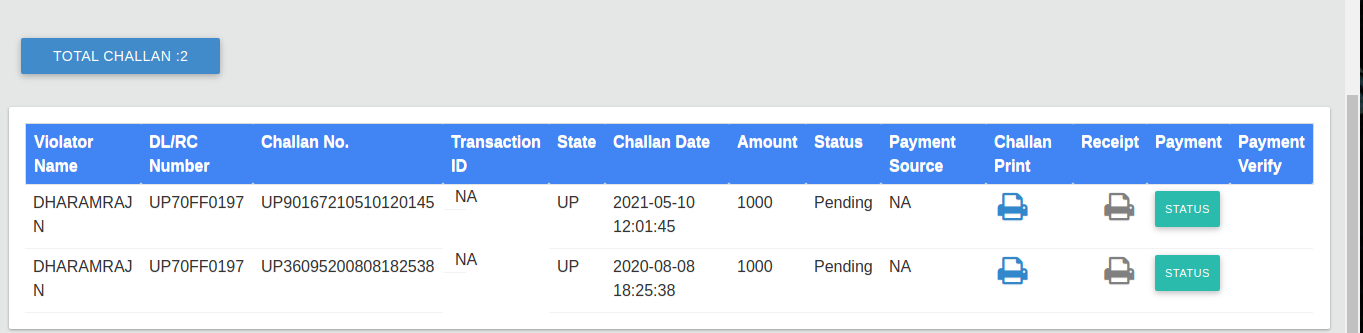 TOTAL CHALLAN :2
Violator Name DL/RC Number Challan No. Transaction ID State Challan Date Amount Status Payment Source Challan Print Receipt Payment Payment Verify
DHARAMRAJ UP70FF0197 UP90167210510120145 NA UP 2021-05-10 1000 Pending NA STATUS
N 12:01:45
DHARAMRAJ UP70FF0197 UP36095200808182538 NA UP 2020-08-08 1000 Pending NA STATUS
N 18:25:38